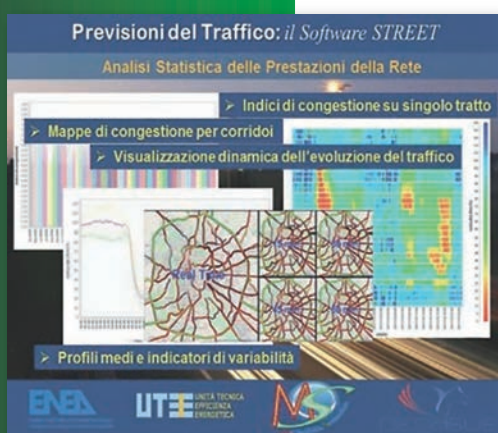 Previsioni del Traffico: il Software STREET
Analisi Statistica delle Prestazioni della Rete
➢ Indici di congestione su singolo tratto
➢ Mappe di congestione per corridoi
➢ Visualizzazione dinamica dell'evoluzione del traffico
Real Time
➢ Profili medi e indicatori di variabilità
ENEA
UTEE
UNITÀ TECNICA
EFFICIENZA
ENERGETICA